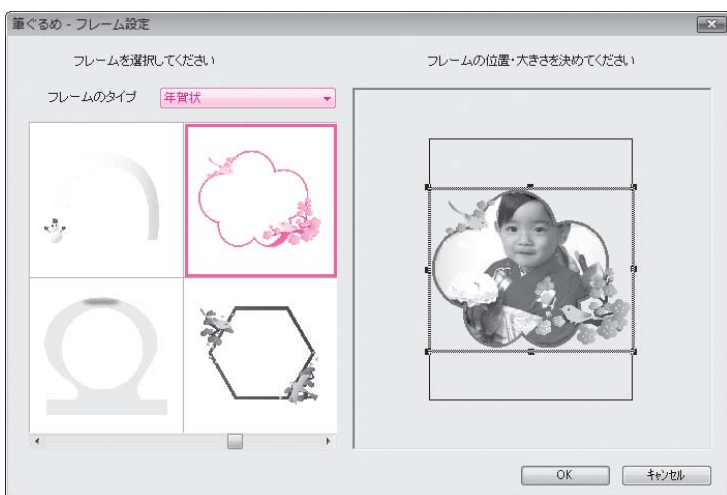 筆ぐるめ - フレーム設定
フレームを選択してください
フレームの位置・大きさを決めてください
フレームのタイプ 年賀状
OK キャンセル